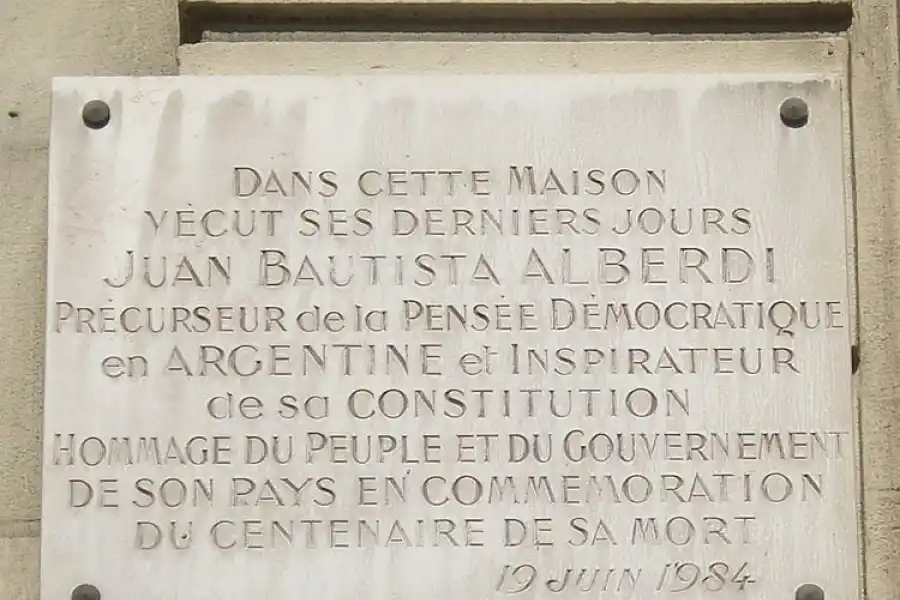 DANS CETTE MAISON
VÉCUT SES DERNIERS JOURS
JUAN BAUTISTA ALBERDI
PRÉCURSEUR de la PENSÉE DÉMOCRATIQUE
en ARGENTINE et INSPIRATEUR
de sa CONSTITUTION
HOMMAGE DU PEUPLE ET DU GOUVERNEMENT
DE SON PAYS EN COMMÉMORATION
DU CENTENAIRE DE SA MORT
19 JUIN 1984